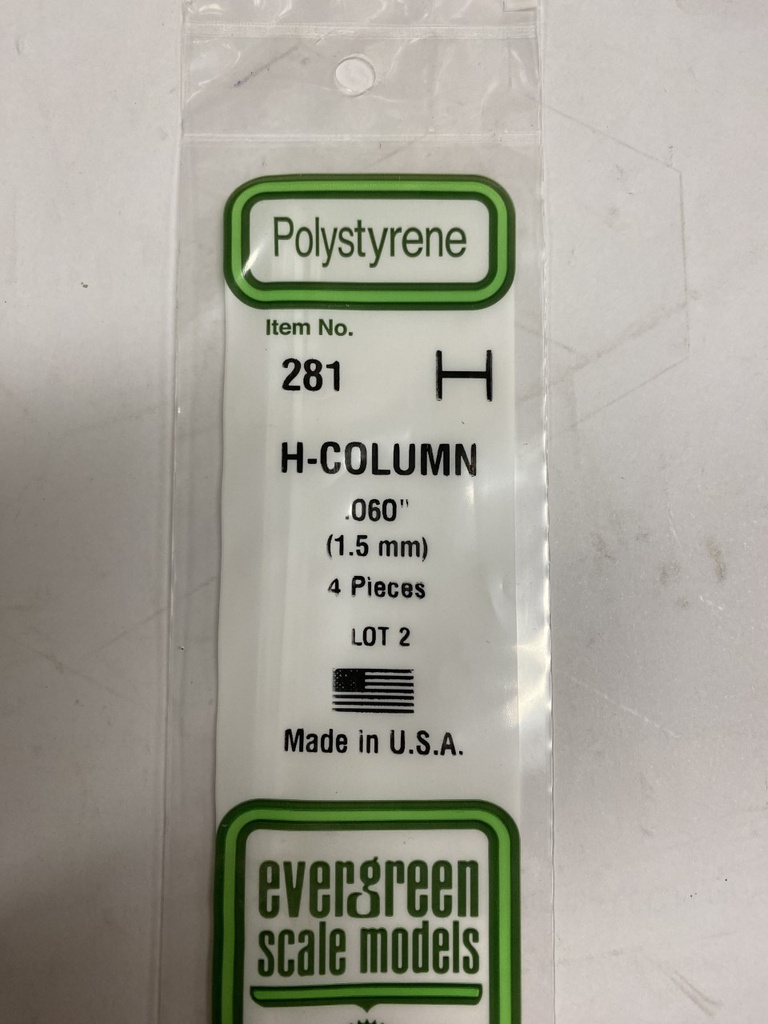 Polystyrene
Item No.
281
H-COLUMN
.060"
(1.5 mm)
4 Pieces
LOT 2
Made in U.S.A.
evergreen
scale models